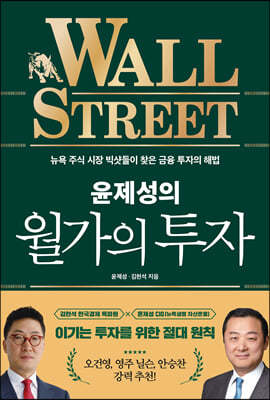 WALL
STREET
뉴욕 주식 시장 빅샷들이 찾은 금융 투자의 해법
윤제성의
월가의 투자
윤제성·김현석 지음
김현석 한국경제 특파원 × 윤제성 CIO(뉴욕생명 자산운용)
이기는 투자를 위한 절대 원칙
★★★★★
오건영, 영주 닐슨, 안승찬
강력 추천!